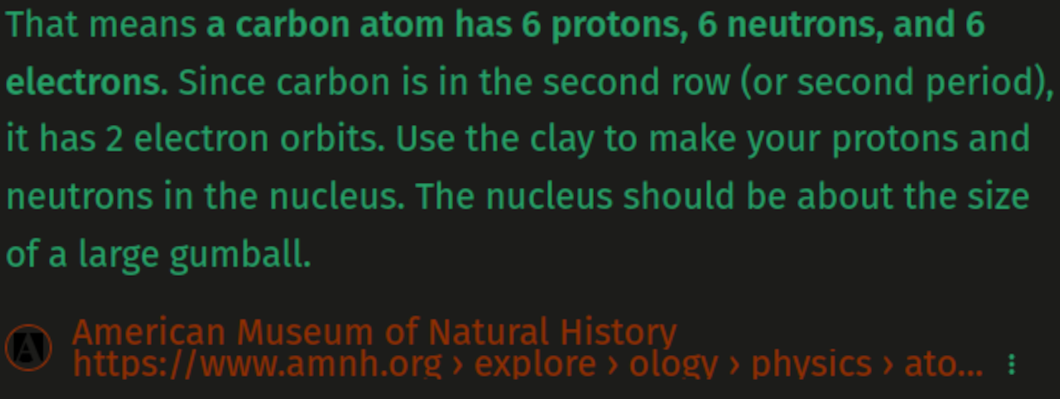 That means a carbon atom has 6 protons, 6 neutrons, and 6
electrons. Since carbon is in the second row (or second period),
it has 2 electron orbits. Use the clay to make your protons and
neutrons in the nucleus. The nucleus should be about the size
of a large gumball.
A
American Museum of Natural History
https://www.amnh.org › explore › ology › physics › ato...